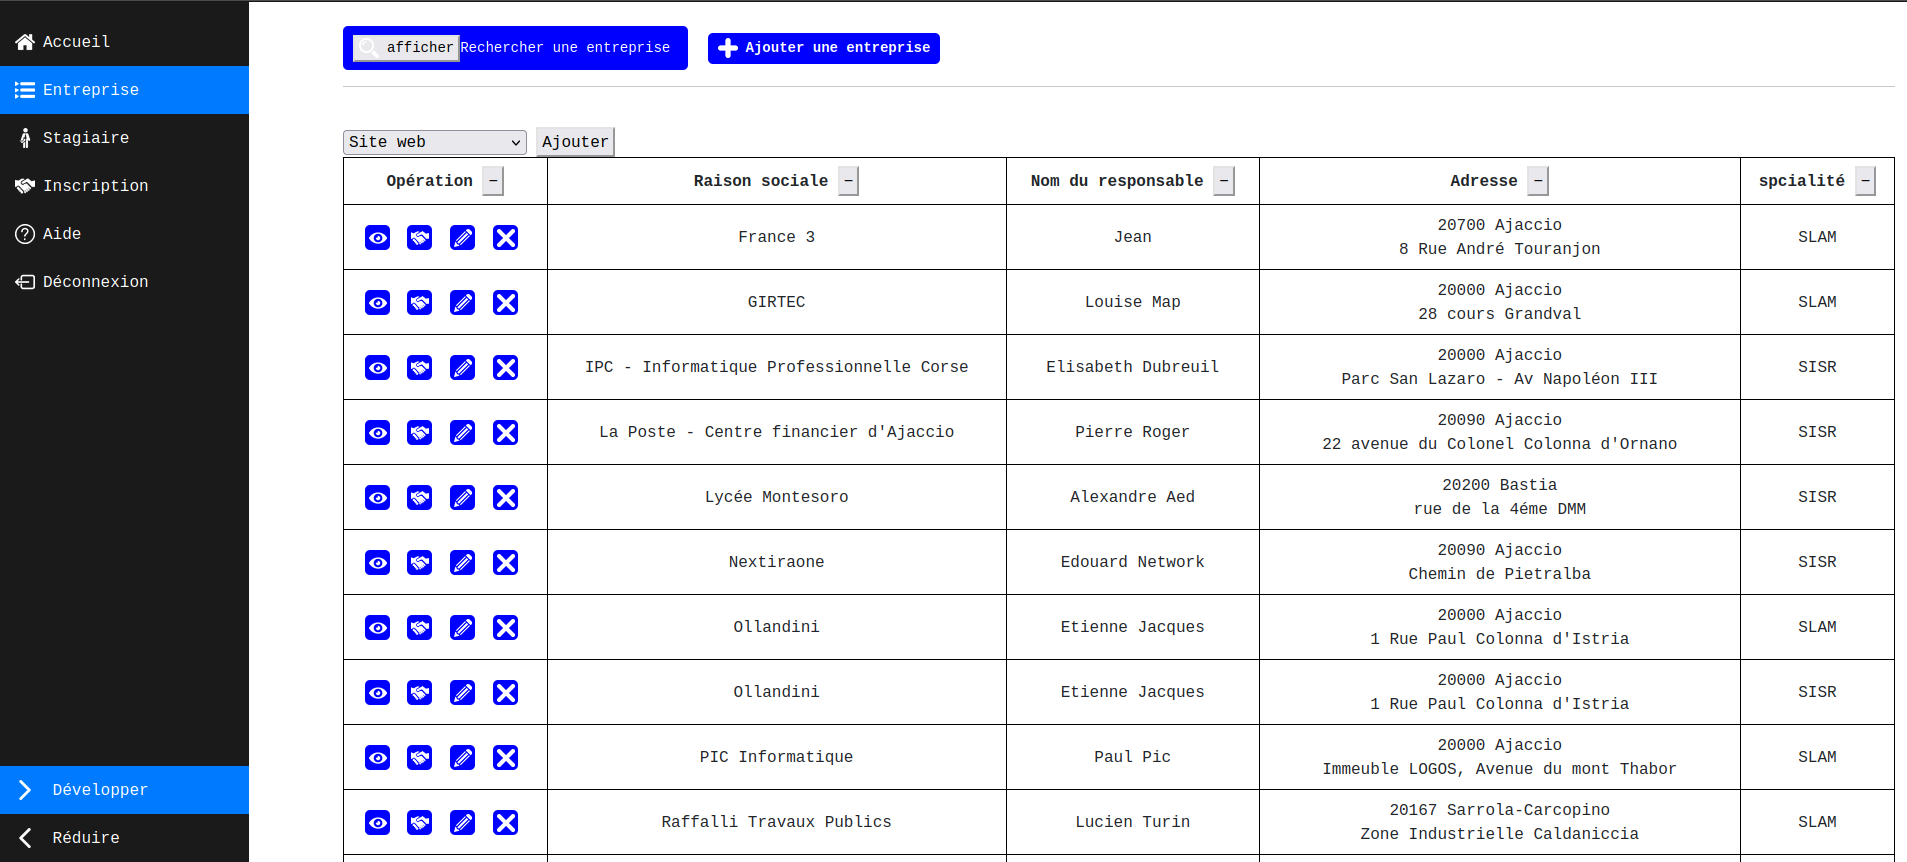 Accueil
Entreprise
Stagiaire
Inscription
Aide
Déconnexion
Développer
Réduire
afficher Rechercher une entreprise
Ajouter une entreprise
Site web Ajouter
Opération − Raison sociale − Nom du responsable − Adresse − spcialité −
France 3 Jean 20700 Ajaccio
8 Rue André Touranjon SLAM
GIRTEC Louise Map 20000 Ajaccio
28 cours Grandval SLAM
IPC - Informatique Professionnelle Corse Elisabeth Dubreuil 20000 Ajaccio
Parc San Lazaro - Av Napoléon III SISR
La Poste - Centre financier d'Ajaccio Pierre Roger 20090 Ajaccio
22 avenue du Colonel Colonna d'Ornano SISR
Lycée Montesoro Alexandre Aed 20200 Bastia
rue de la 4éme DMM SISR
Nextiraone Edouard Network 20090 Ajaccio
Chemin de Pietralba SISR
Ollandini Etienne Jacques 20000 Ajaccio
1 Rue Paul Colonna d'Istria SLAM
Ollandini Etienne Jacques 20000 Ajaccio
1 Rue Paul Colonna d'Istria SISR
PIC Informatique Paul Pic 20000 Ajaccio
Immeuble LOGOS, Avenue du mont Thabor SLAM
Raffalli Travaux Publics Lucien Turin 20167 Sarrola-Carcopino
Zone Industrielle Caldaniccia SLAM